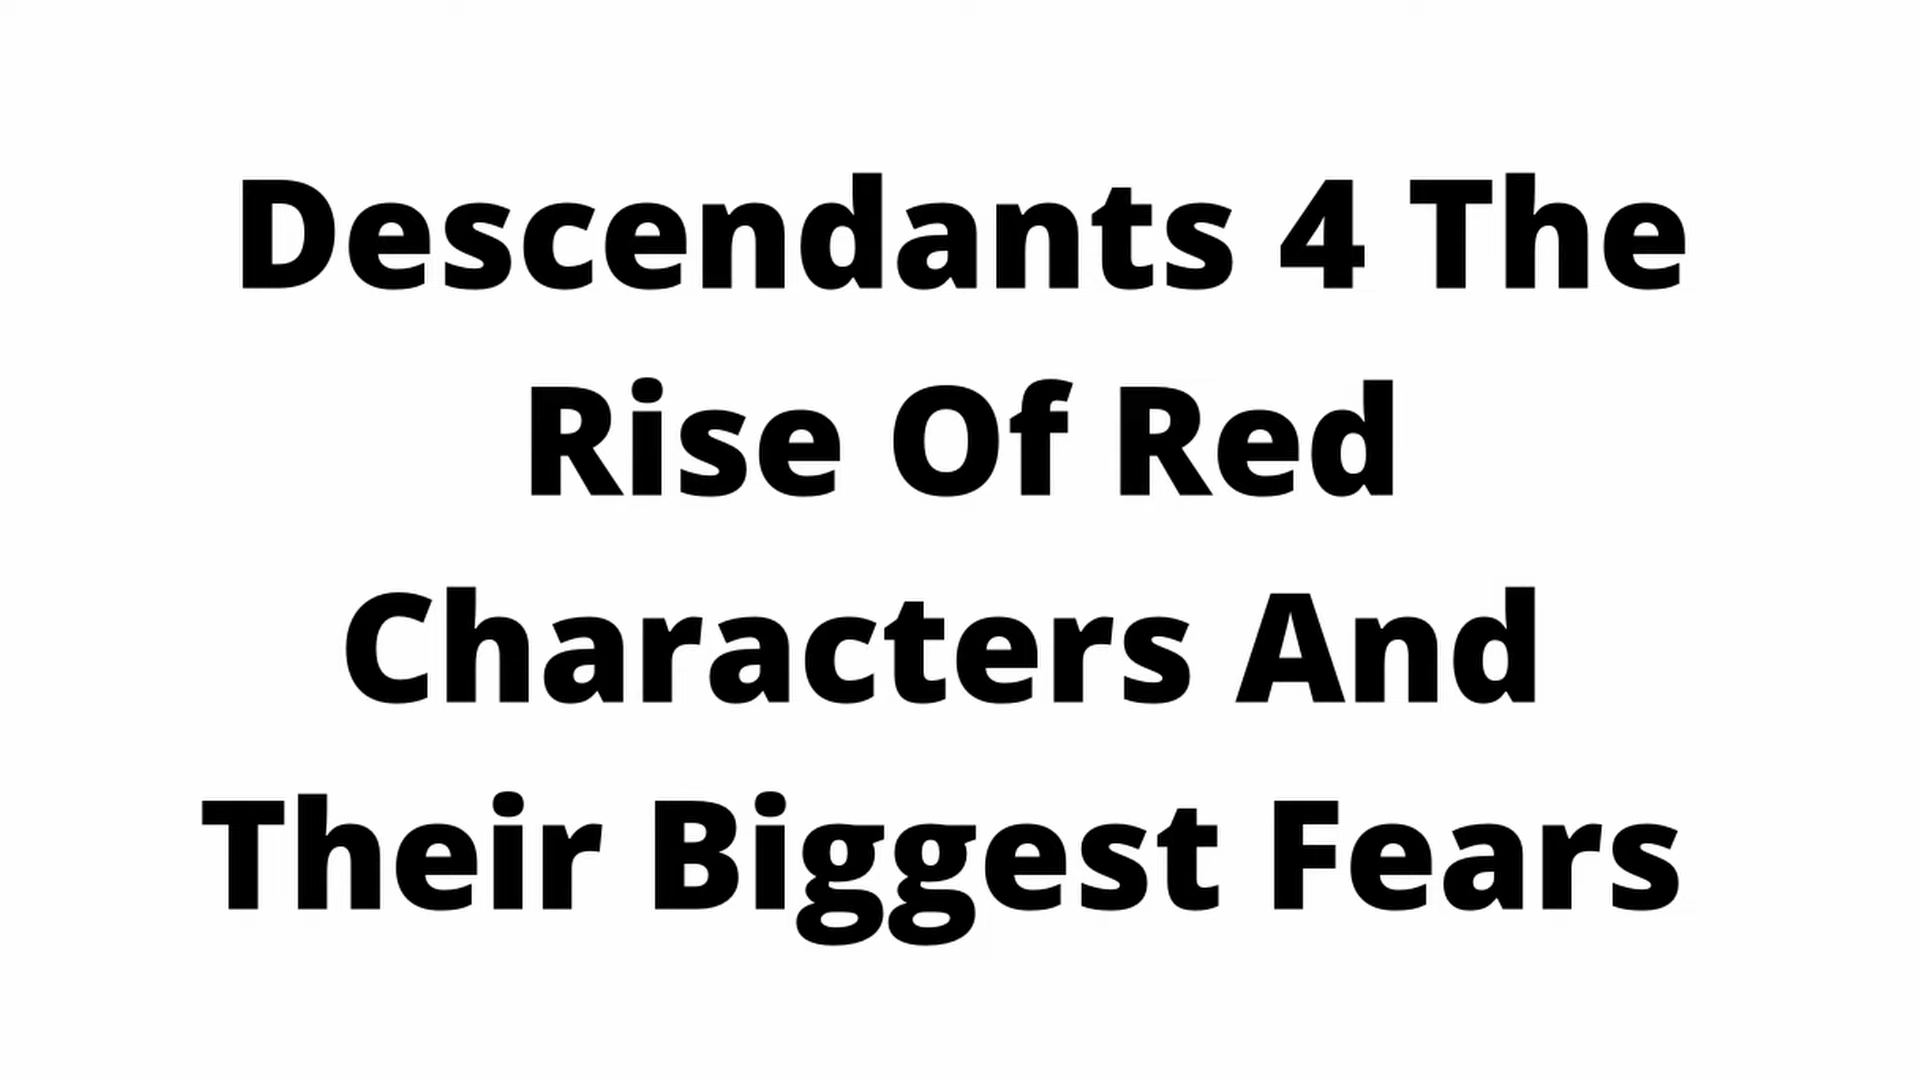 Descendants 4 The
Rise Of Red
Characters And
Their Biggest Fears